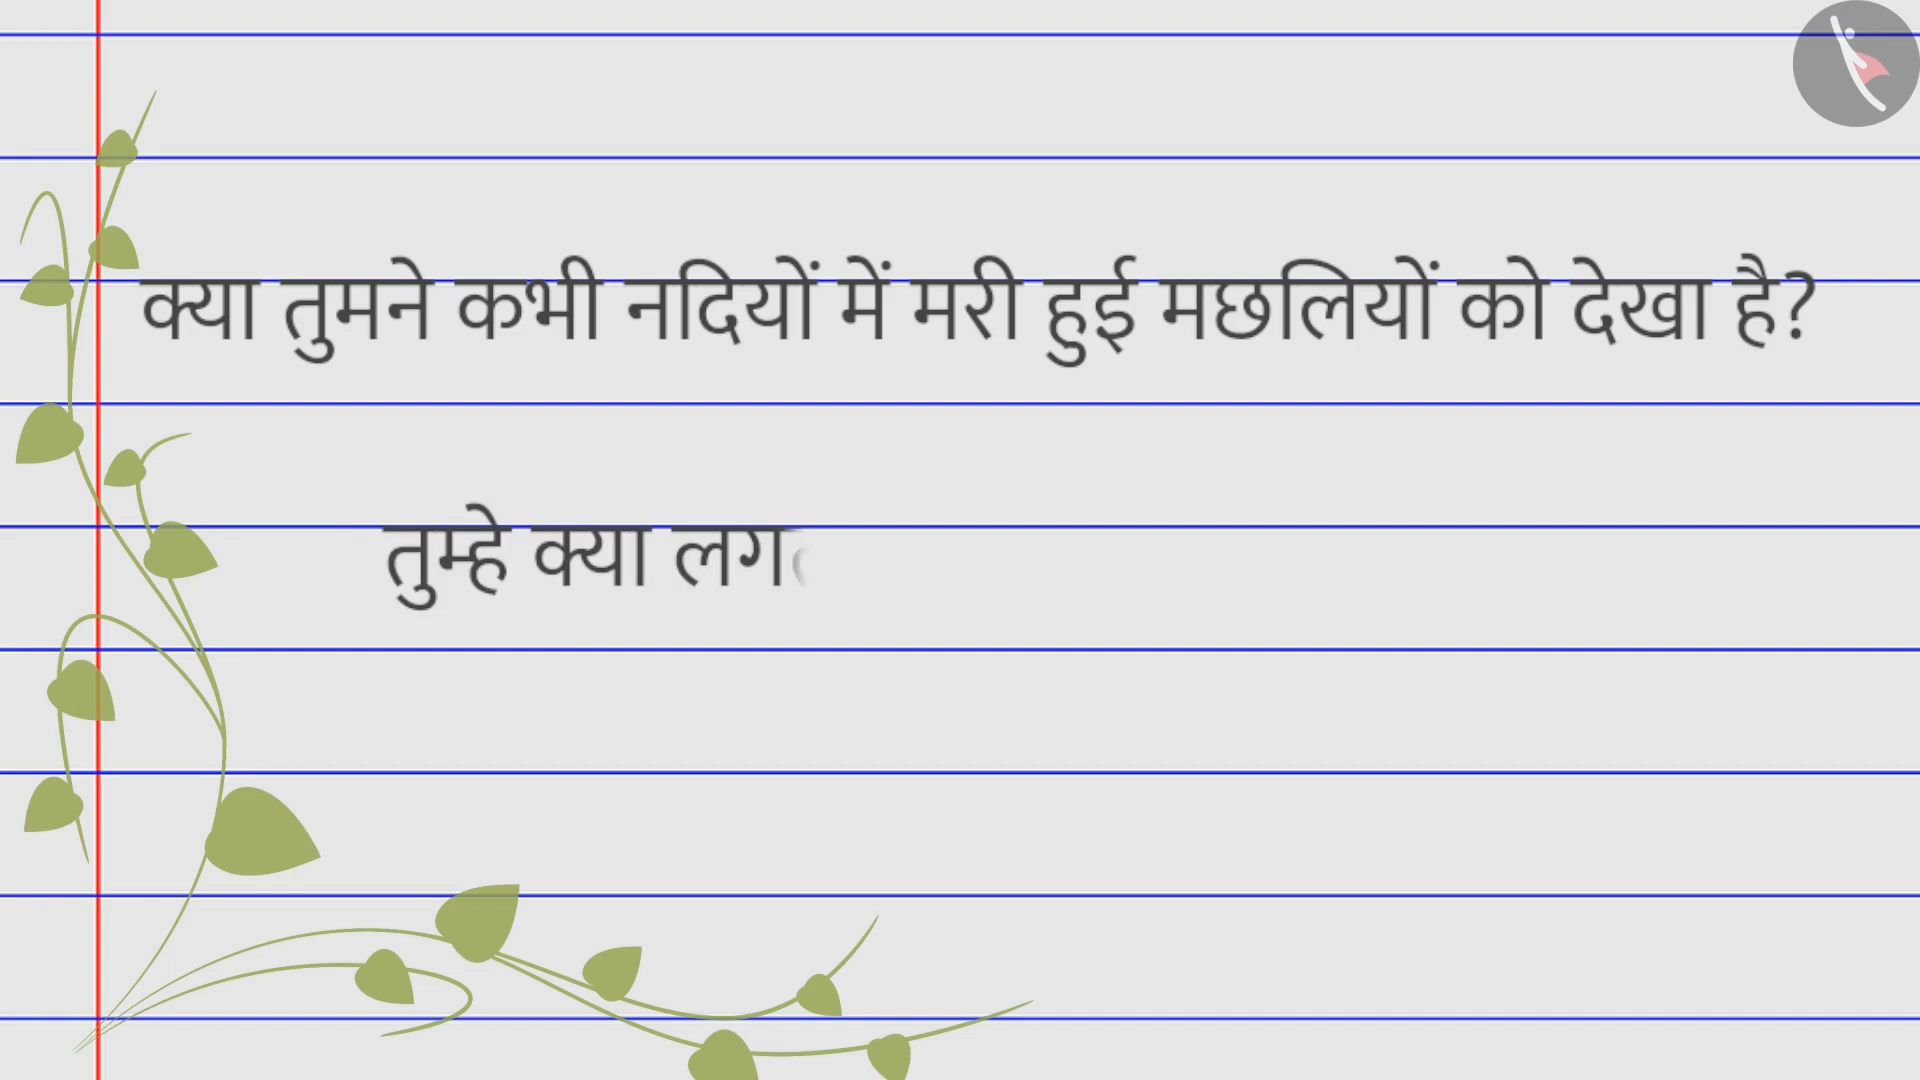 क्या तुमने कभी नदियों में मरी हुई मछलियों को देखा है?
तुम्हे क्या लग